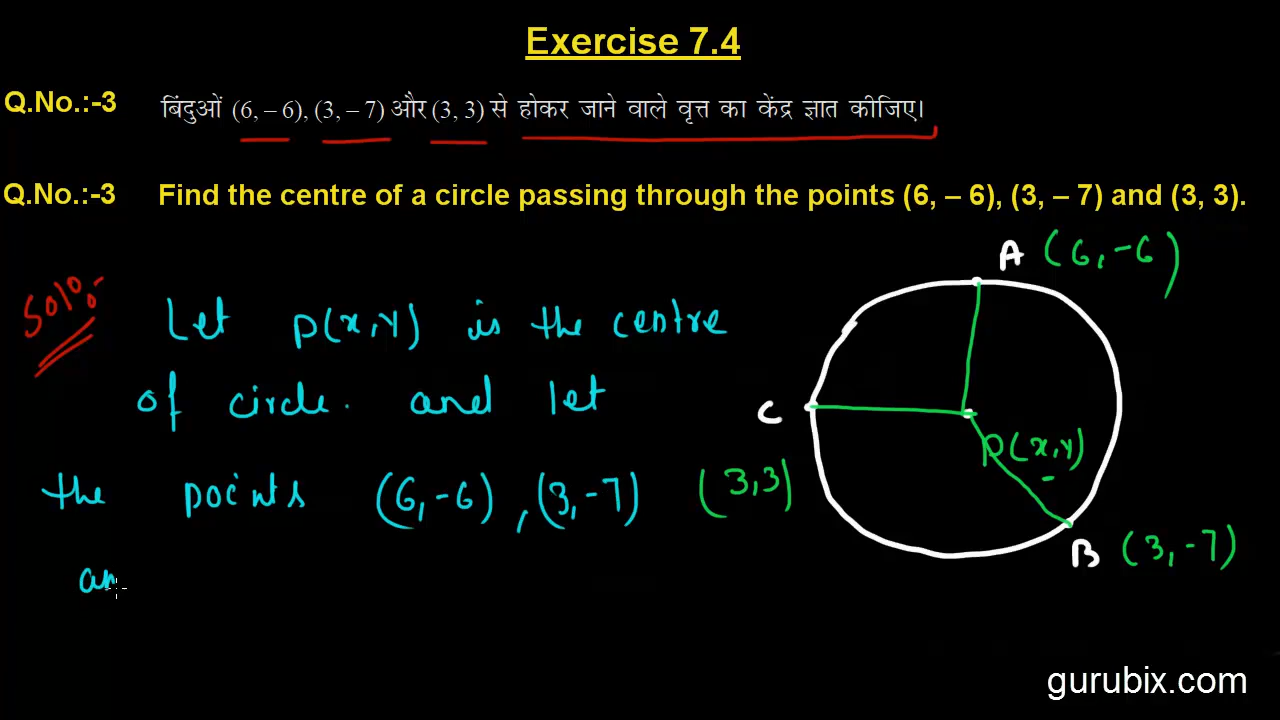 Exercise 7.4
Q.No.:-3 बिंदुओं (6, – 6), (3, – 7) और (3, 3) से होकर जाने वाले वृत्त का केंद्र ज्ञात कीजिए।
Q.No.:-3 Find the centre of a circle passing through the points (6, – 6), (3, – 7) and (3, 3).
A (6, -6)
Soln:
Let P(x,y) is the centre
of circle. and let
C
P(x,y)
the points (6,-6), (3,-7)
(3,3)
B (3,-7)
an
gurubix.com